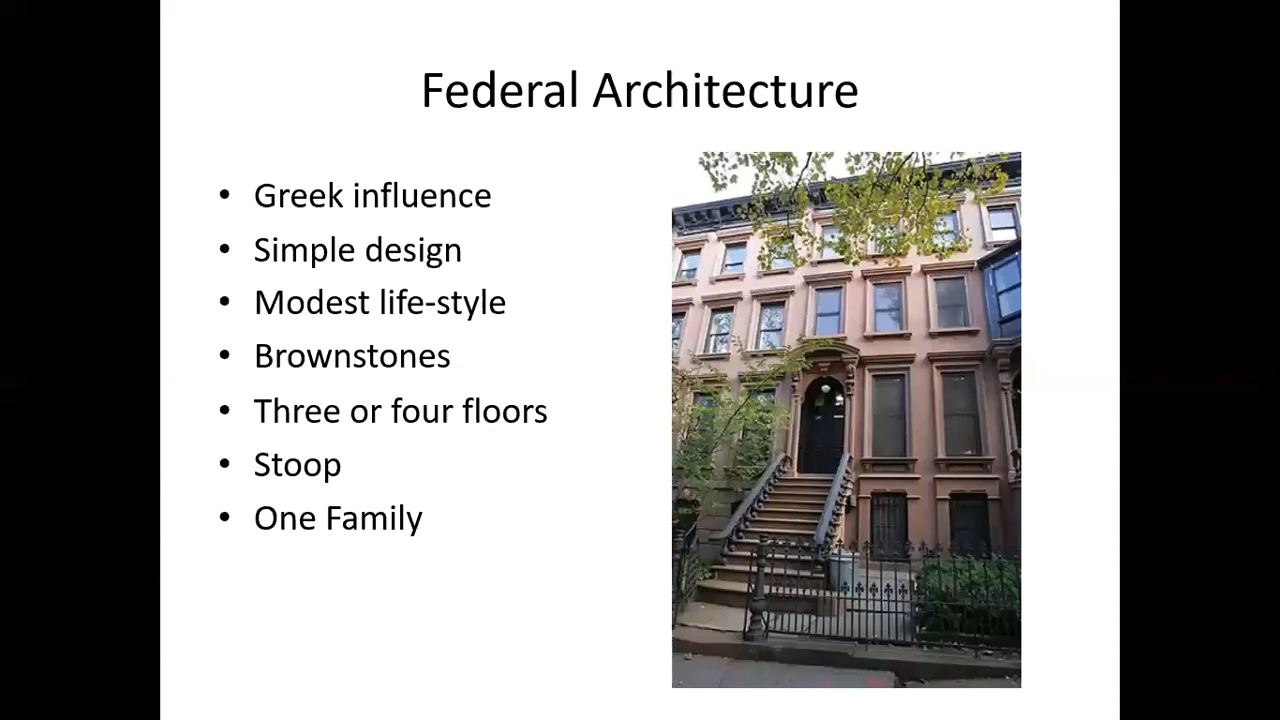 Federal Architecture
• Greek influence
• Simple design
• Modest life-style
• Brownstones
• Three or four floors
• Stoop
• One Family